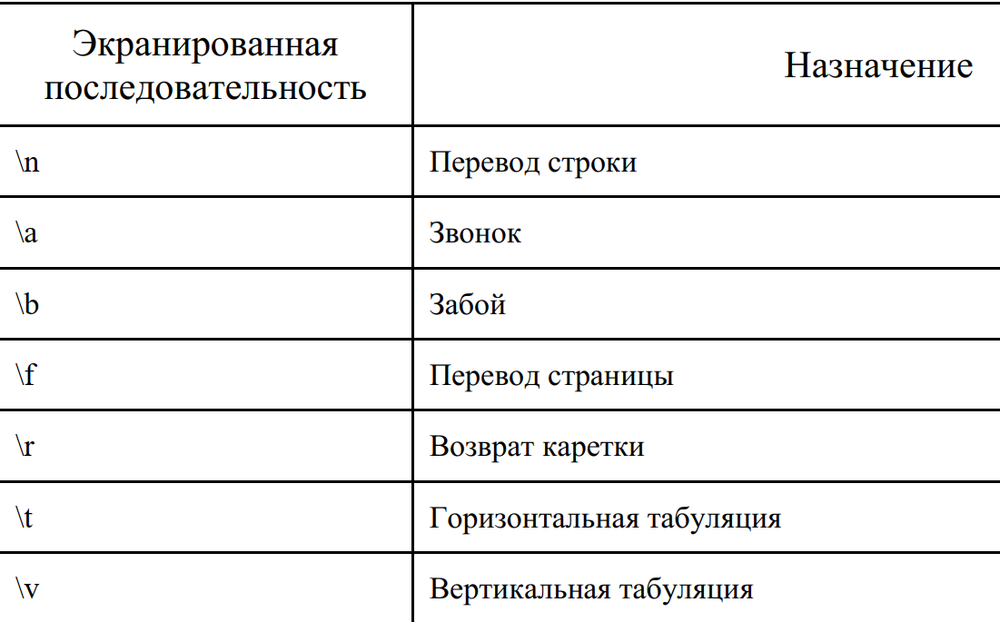 Экранированная
последовательность
Назначение
\n Перевод строки
\a Звонок
\b Забой
\f Перевод страницы
\r Возврат каретки
\t Горизонтальная табуляция
\v Вертикальная табуляция